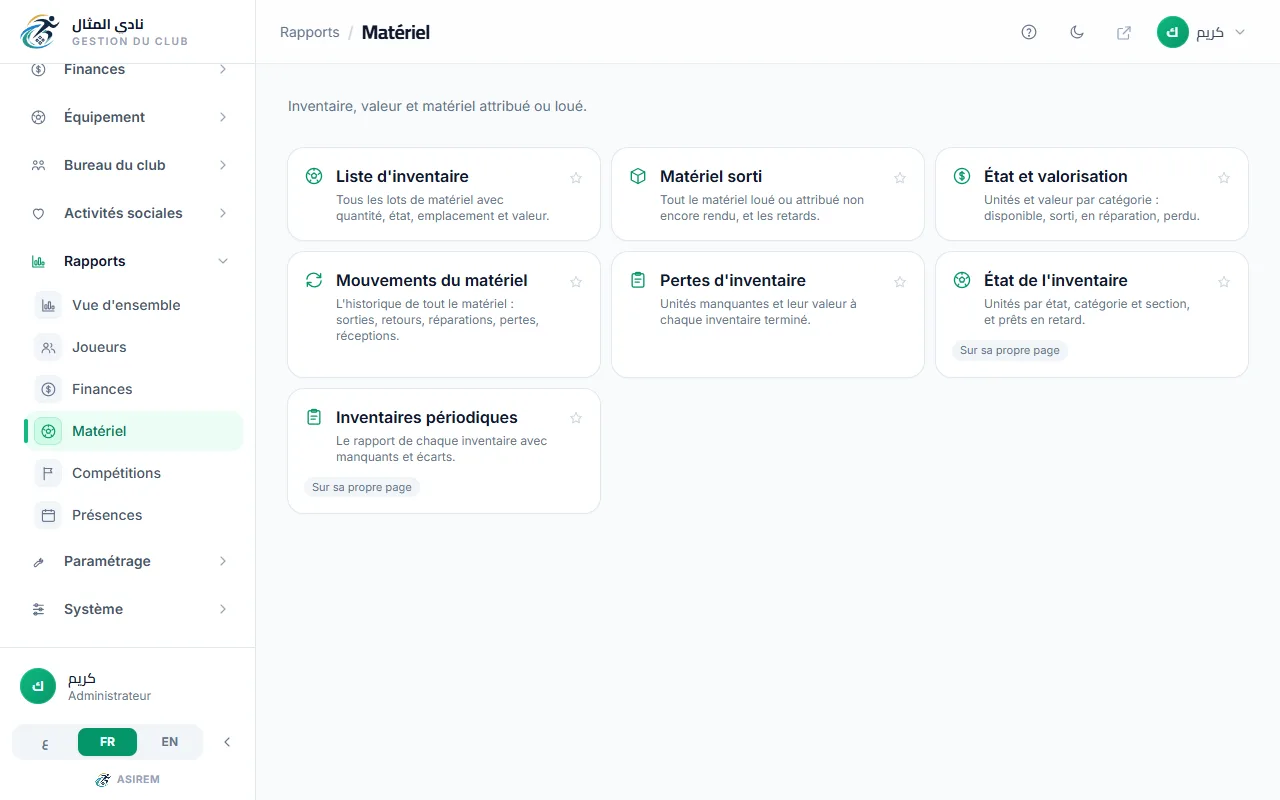 نادي المثال
GESTION DU CLUB
Finances
Équipement
Bureau du club
Activités sociales
Rapports
Vue d'ensemble
Joueurs
Finances
Matériel
Compétitions
Présences
Paramétrage
Système
ك
كريم
Administrateur
ع
FR
EN
ASIREM
Rapports / Matériel
ك
كريم
Inventaire, valeur et matériel attribué ou loué.
Liste d'inventaire
Tous les lots de matériel avec
quantité, état, emplacement et valeur.
Matériel sorti
Tout le matériel loué ou attribué non
encore rendu, et les retards.
État et valorisation
Unités et valeur par catégorie :
disponible, sorti, en réparation, perdu.
Mouvements du matériel
L'historique de tout le matériel :
sorties, retours, réparations, pertes,
réceptions.
Pertes d'inventaire
Unités manquantes et leur valeur à
chaque inventaire terminé.
État de l'inventaire
Unités par état, catégorie et section,
et prêts en retard.
Sur sa propre page
Inventaires périodiques
Le rapport de chaque inventaire avec
manquants et écarts.
Sur sa propre page